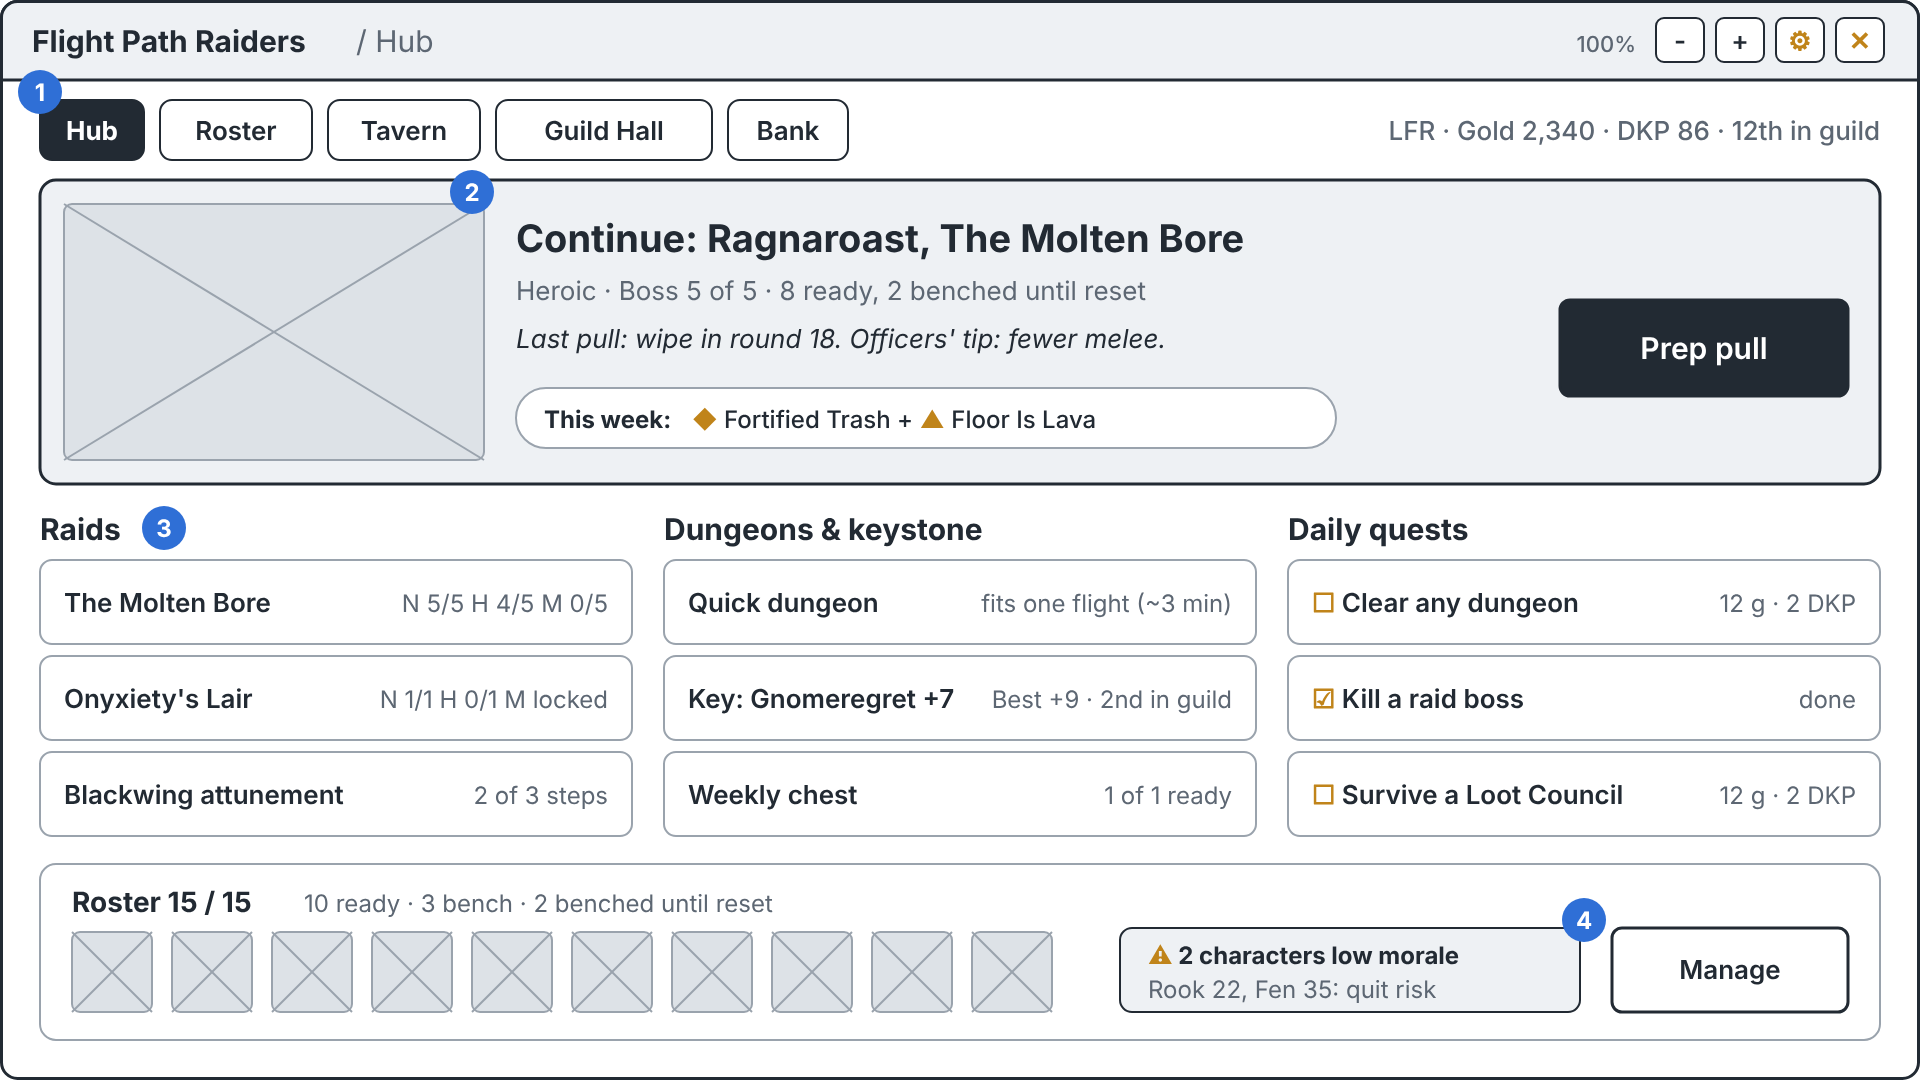 Flight Path Raiders / Hub
100% - + ⚙ ✕
1
Hub Roster Tavern Guild Hall Bank
LFR · Gold 2,340 · DKP 86 · 12th in guild
2
Continue: Ragnaroast, The Molten Bore
Heroic · Boss 5 of 5 · 8 ready, 2 benched until reset
Last pull: wipe in round 18. Officers' tip: fewer melee.
This week: ◆ Fortified Trash + ▲ Floor Is Lava
Prep pull
Raids 3
The Molten Bore N 5/5 H 4/5 M 0/5
Onyxiety's Lair N 1/1 H 0/1 M locked
Blackwing attunement 2 of 3 steps
Dungeons & keystone
Quick dungeon fits one flight (~3 min)
Key: Gnomeregret +7 Best +9 · 2nd in guild
Weekly chest 1 of 1 ready
Daily quests
☐ Clear any dungeon 12 g · 2 DKP
☑ Kill a raid boss done
☐ Survive a Loot Council 12 g · 2 DKP
Roster 15 / 15 10 ready · 3 bench · 2 benched until reset
4
⚠ 2 characters low morale
Rook 22, Fen 35: quit risk
Manage